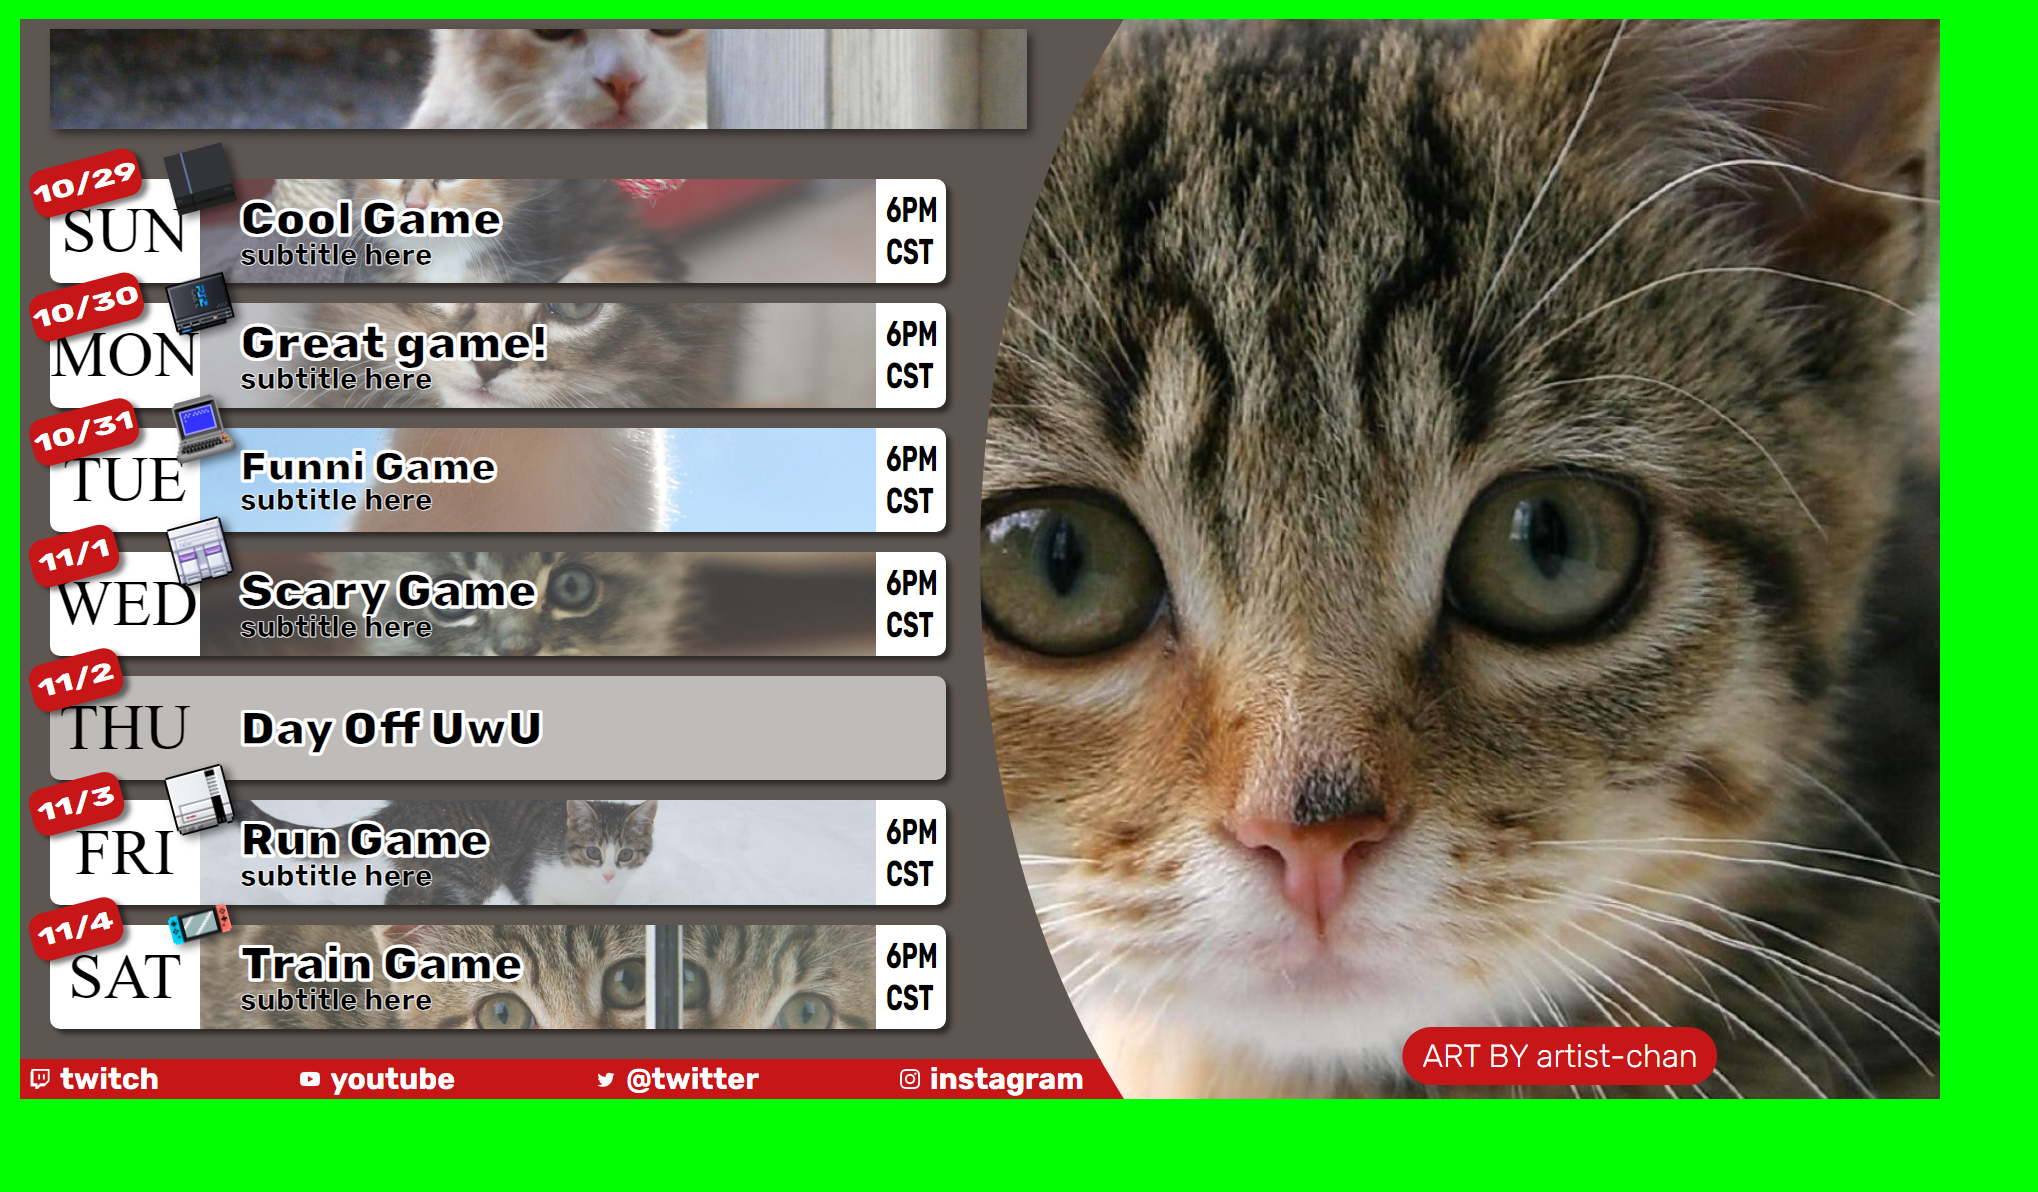 10/29
SUN
Cool Game
subtitle here
6PM
CST
10/30
MON
Great game!
subtitle here
6PM
CST
10/31
TUE
Funni Game
subtitle here
6PM
CST
11/1
WED
Scary Game
subtitle here
6PM
CST
11/2
THU
Day Off UwU
11/3
FRI
Run Game
subtitle here
6PM
CST
11/4
SAT
Train Game
subtitle here
6PM
CST
twitch
youtube
@twitter
instagram
ART BY artist-chan